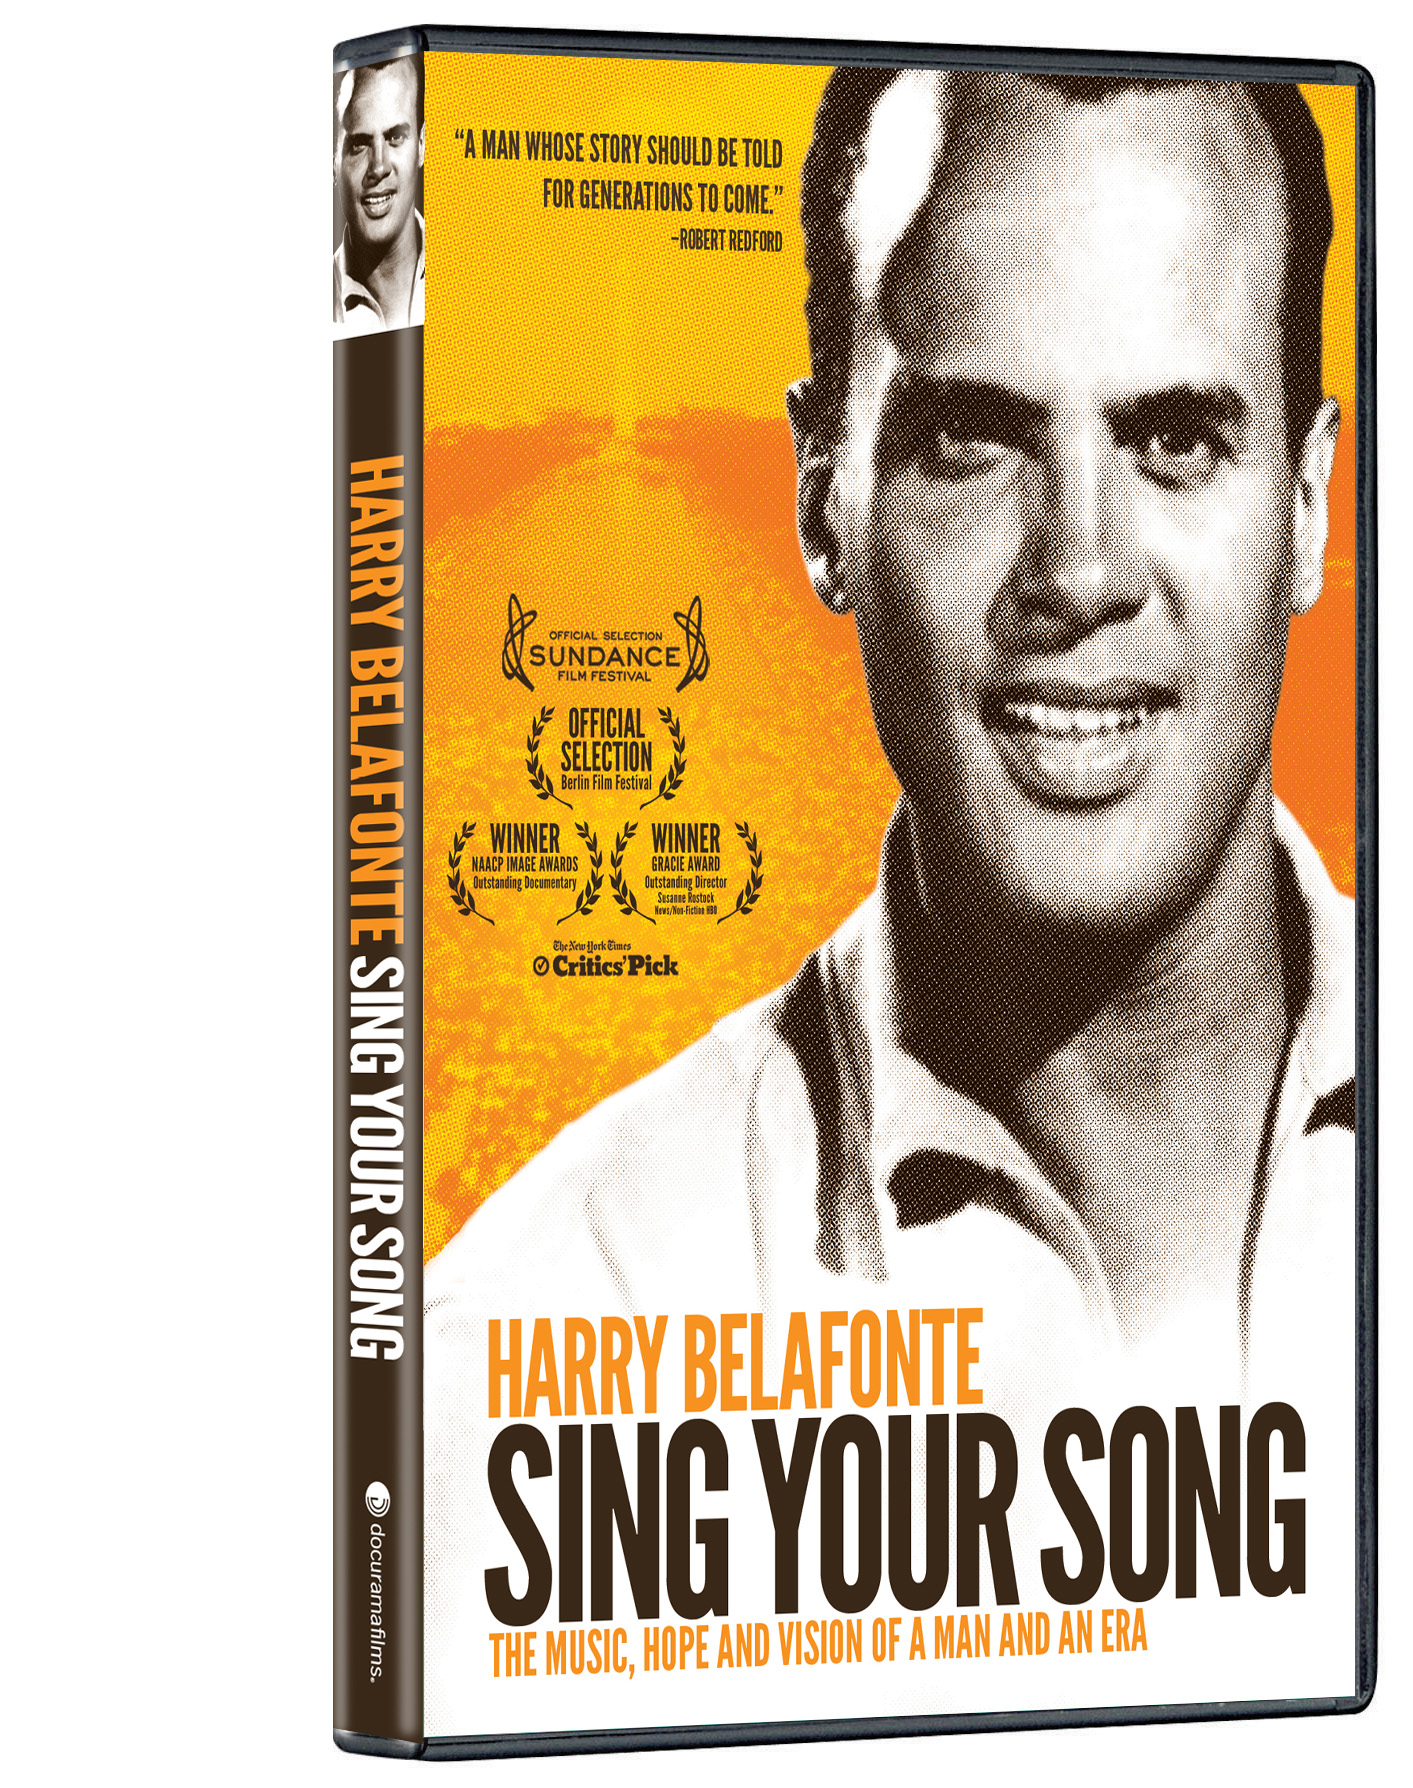 “A MAN WHOSE STORY SHOULD BE TOLD
FOR GENERATIONS TO COME.”
–ROBERT REDFORD
OFFICIAL SELECTION
SUNDANCE
FILM FESTIVAL
OFFICIAL
SELECTION
Berlin Film Festival
WINNER
NAACP IMAGE AWARDS
Outstanding Documentary
WINNER
GRACIE AWARD
Outstanding Director
Susanne Rostock
News/Non-Fiction HBO
The New York Times
Critics’ Pick
HARRY BELAFONTE
SING YOUR SONG
THE MUSIC, HOPE AND VISION OF A MAN AND AN ERA
HARRY BELAFONTE SING YOUR SONG
docuramafilms.